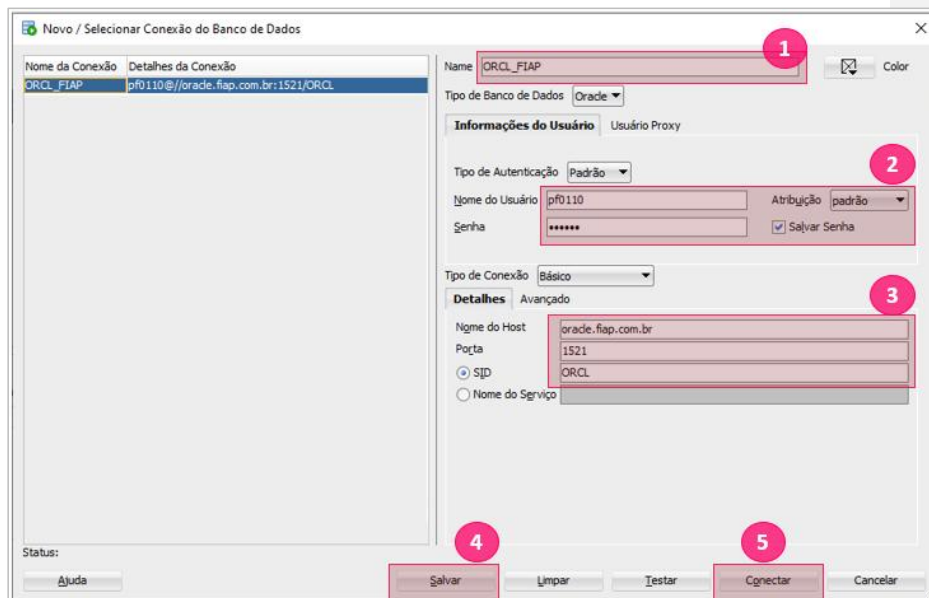 Novo / Selecionar Conexão do Banco de Dados
Nome da Conexão Detalhes da Conexão
ORCL_FIAP pf0110@//oracle.fiap.com.br:1521/ORCL
1
Name ORCL_FIAP Color
Tipo de Banco de Dados Oracle
Informações do Usuário Usuário Proxy
2
Tipo de Autenticação Padrão
Nome do Usuário pf0110 Atribuição padrão
Senha •••••• Salvar Senha
Tipo de Conexão Básico
3
Detalhes Avançado
Nome do Host oracle.fiap.com.br
Porta 1521
SID ORCL
Nome do Serviço
4 5
Status:
Ajuda Salvar Limpar Testar Conectar Cancelar